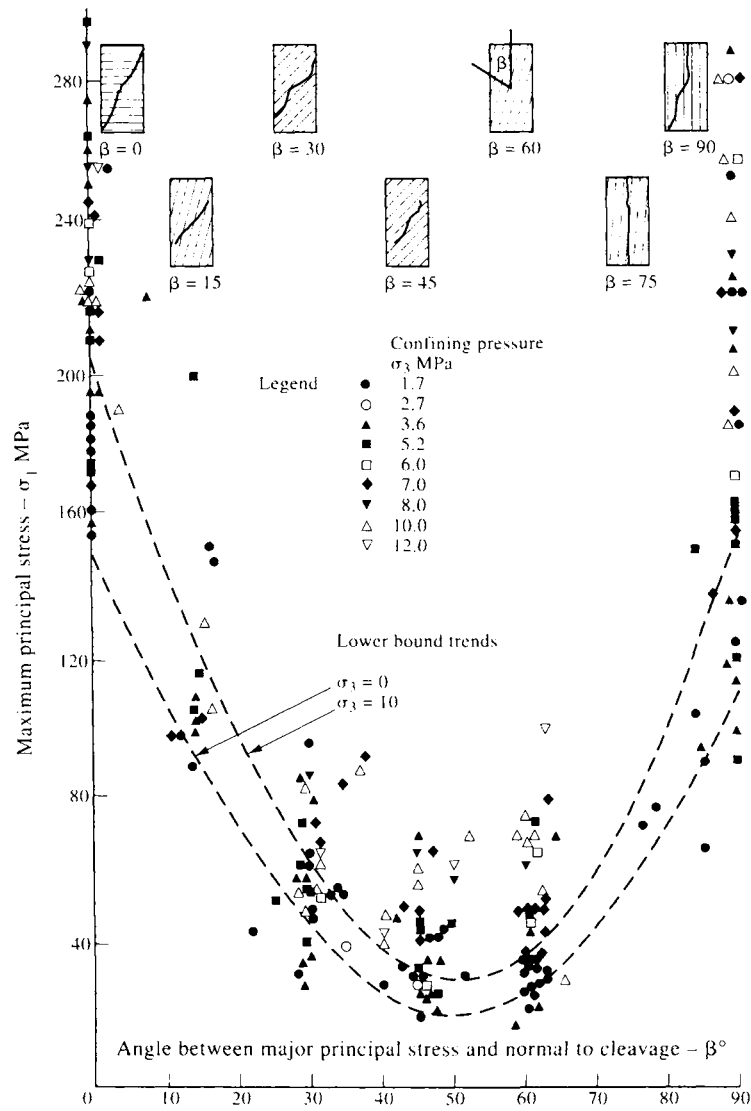 280
240
200
160
120
80
40
Maximum principal stress – σ₁ MPa
β = 0
β = 30
β
β = 60
β = 90
β = 15
β = 45
β = 75
Confining pressure
σ₃ MPa
Legend
1.7
2.7
3.6
5.2
6.0
7.0
8.0
10.0
12.0
Lower bound trends
σ₃ = 0
σ₃ = 10
Angle between major principal stress and normal to cleavage – β°
0 10 20 30 40 50 60 70 80 90